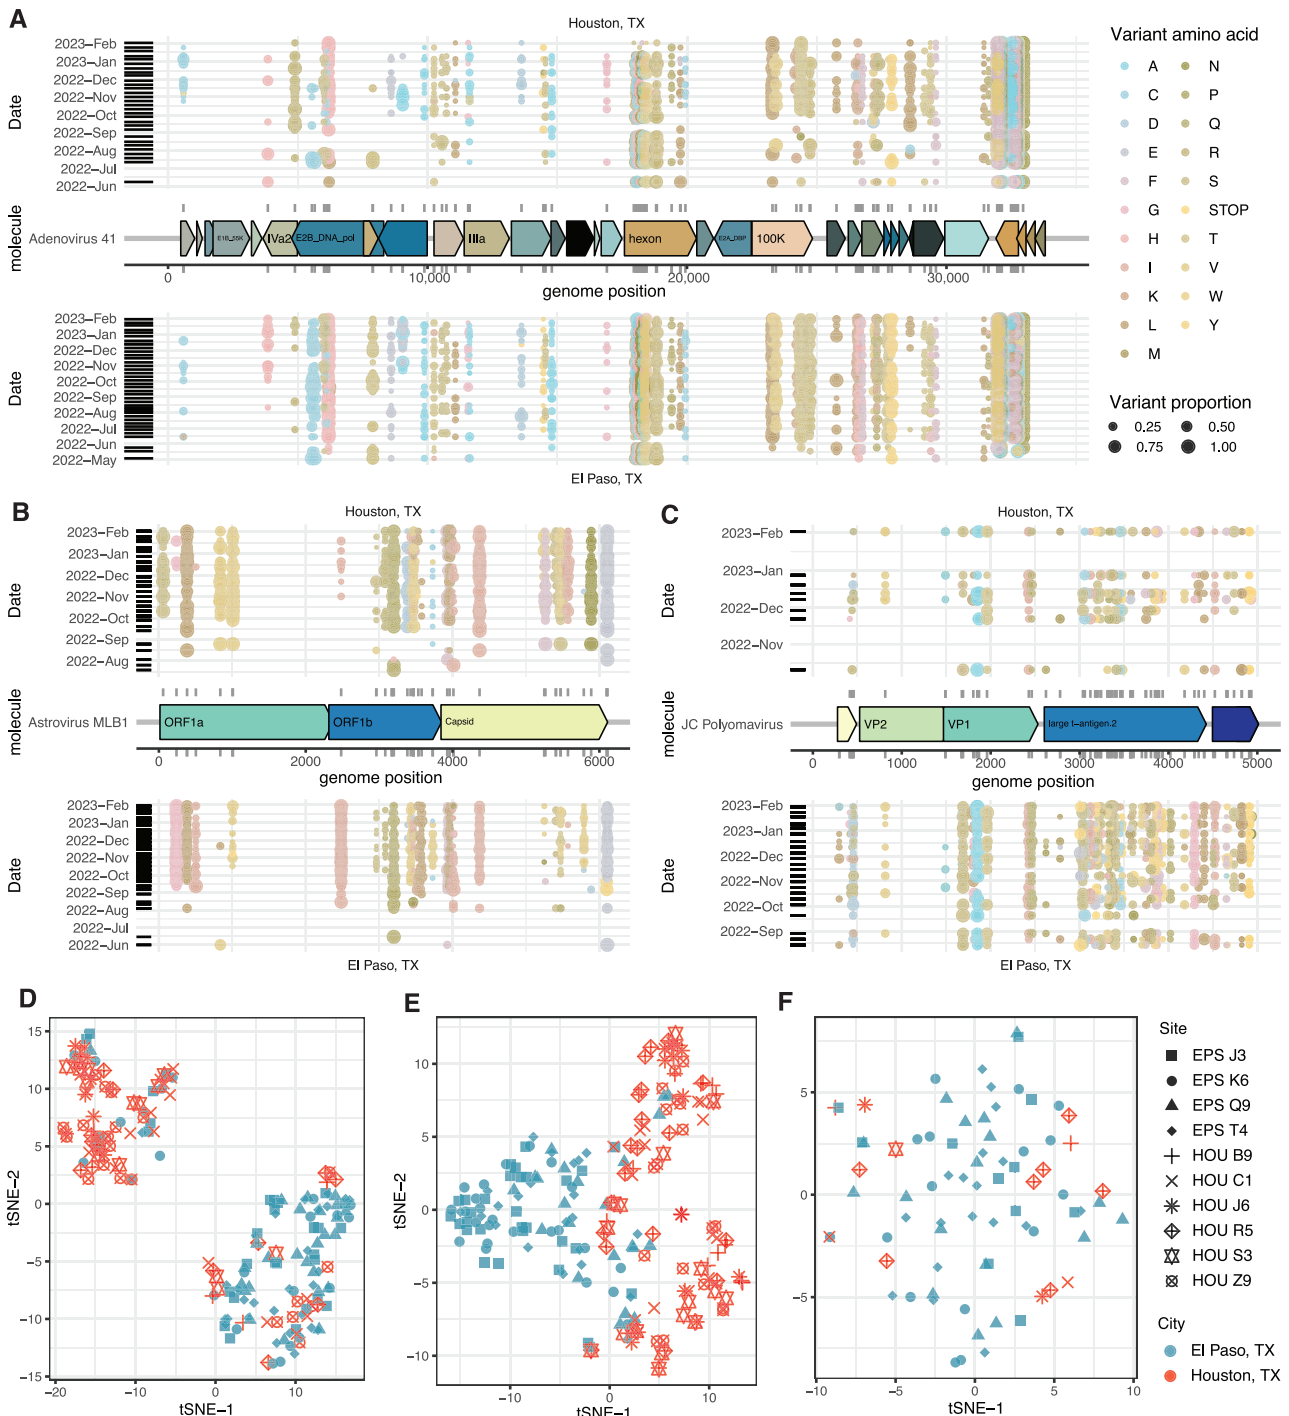 A
Houston, TX
Date
2023–Feb
2023–Jan
2022–Dec
2022–Nov
2022–Oct
2022–Sep
2022–Aug
2022–Jul
2022–Jun
molecule
Adenovirus 41
E1B_55K
IVa2
E2B_DNA_pol
IIIa
hexon
E2A_DBP
100K
0
10,000
20,000
30,000
genome position
Date
2023–Feb
2023–Jan
2022–Dec
2022–Nov
2022–Oct
2022–Sep
2022–Aug
2022–Jul
2022–Jun
2022–May
El Paso, TX
Variant amino acid
A
C
D
E
F
G
H
I
K
L
M
N
P
Q
R
S
STOP
T
V
W
Y
Variant proportion
0.25
0.50
0.75
1.00
B
Houston, TX
Date
2023–Feb
2023–Jan
2022–Dec
2022–Nov
2022–Oct
2022–Sep
2022–Aug
molecule
Astrovirus MLB1
ORF1a
ORF1b
Capsid
0
2000
4000
6000
genome position
Date
2023–Feb
2023–Jan
2022–Dec
2022–Nov
2022–Oct
2022–Sep
2022–Aug
2022–Jul
2022–Jun
El Paso, TX
C
Houston, TX
Date
2023–Feb
2023–Jan
2022–Dec
2022–Nov
molecule
JC Polyomavirus
VP2
VP1
large t–antigen.2
0
1000
2000
3000
4000
5000
genome position
Date
2023–Feb
2023–Jan
2022–Dec
2022–Nov
2022–Oct
2022–Sep
El Paso, TX
D
tSNE–2
15
10
5
0
−5
−10
−15
−20
−10
0
10
tSNE–1
E
tSNE–2
10
5
0
−5
−10
−10
0
10
tSNE–1
F
5
0
−5
−10
−5
0
5
10
tSNE–1
Site
EPS J3
EPS K6
EPS Q9
EPS T4
HOU B9
HOU C1
HOU J6
HOU R5
HOU S3
HOU Z9
City
El Paso, TX
Houston, TX